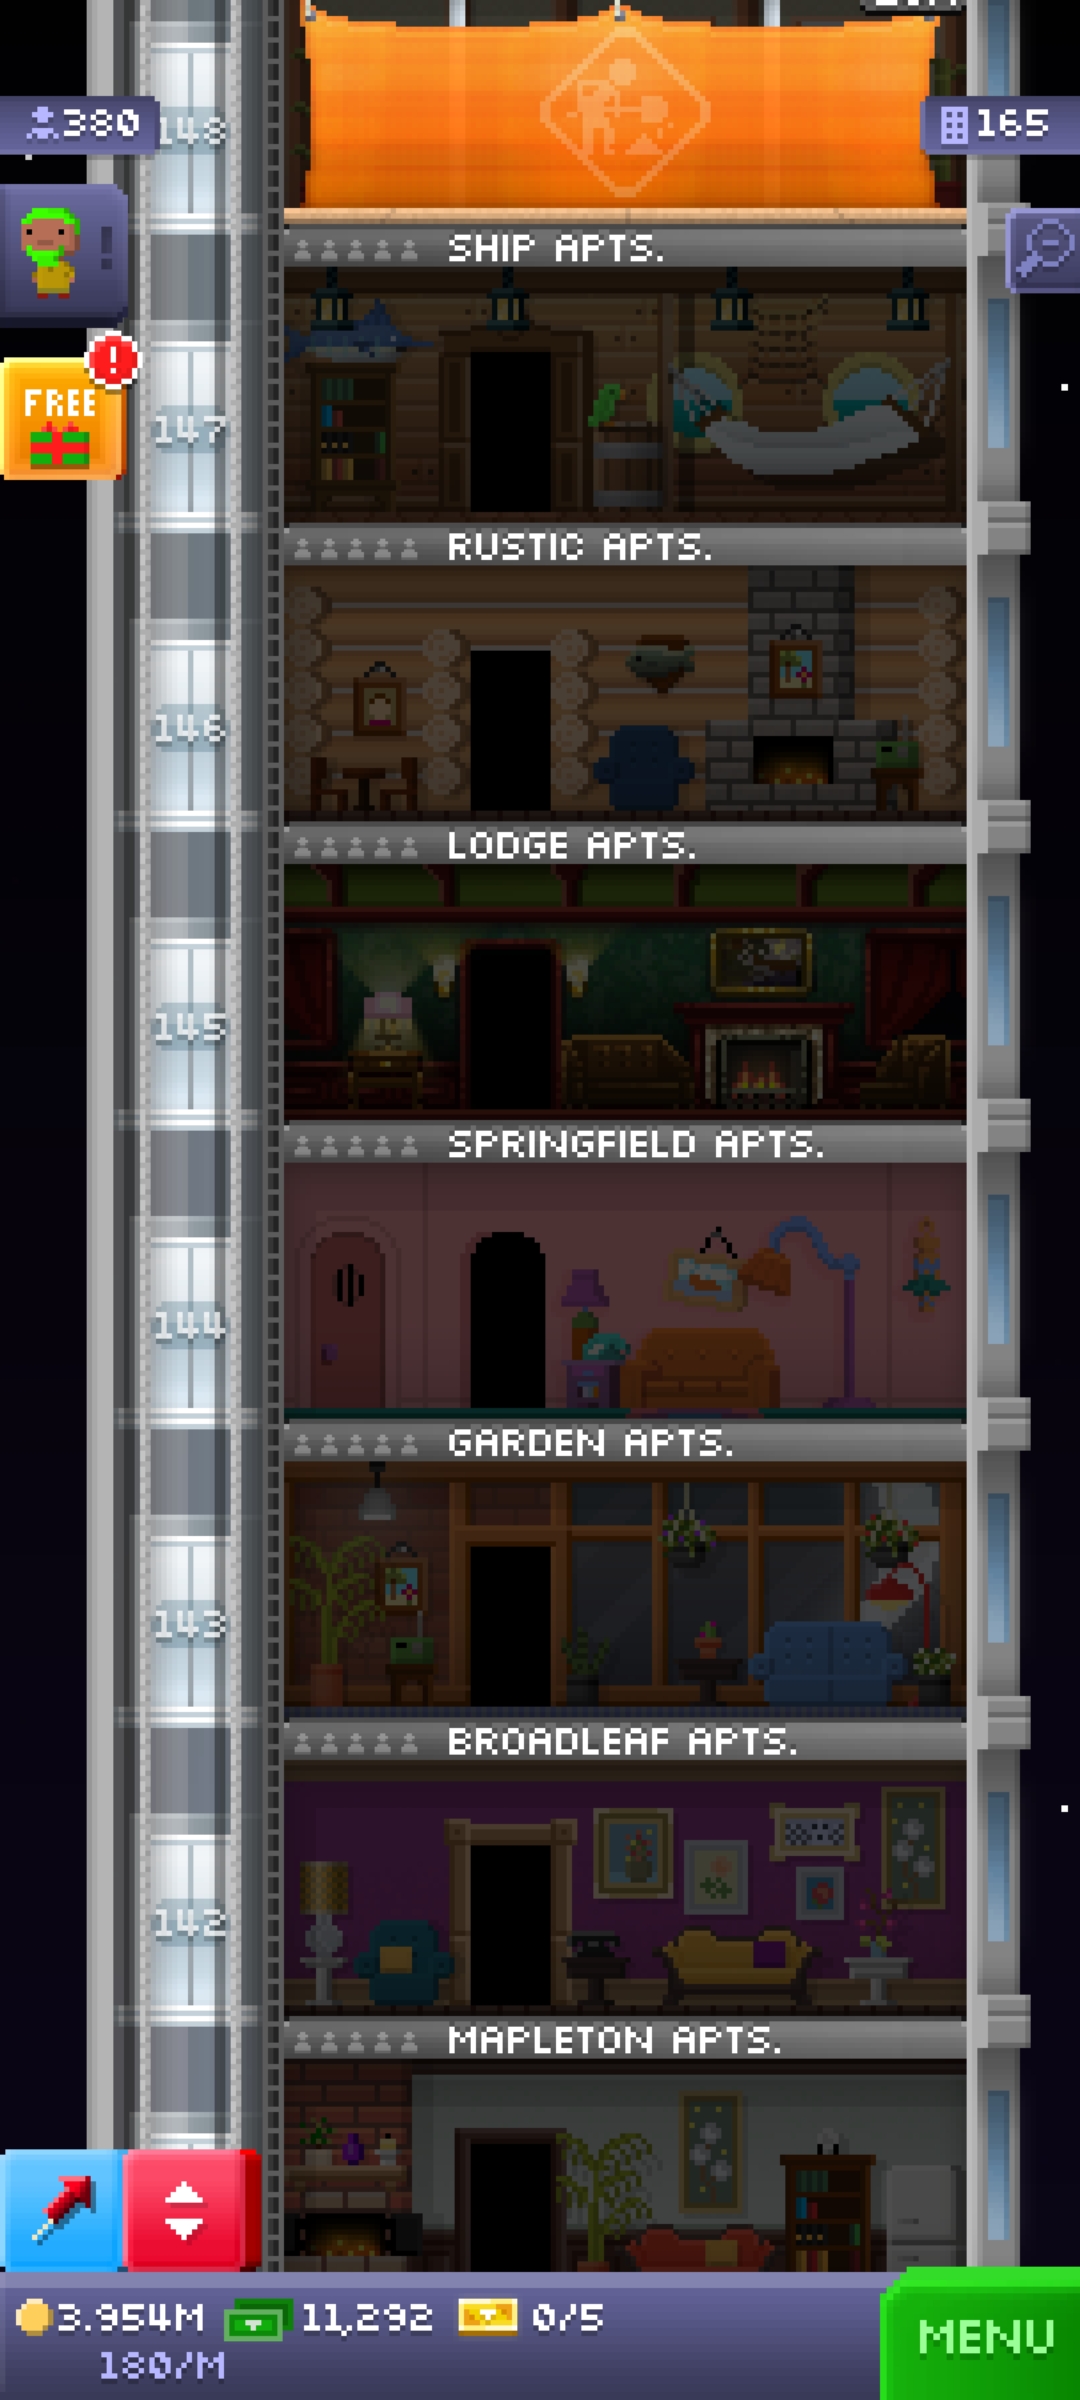 380
148
165
SHIP APTS.
FREE
!
147
RUSTIC APTS.
146
LODGE APTS.
145
SPRINGFIELD APTS.
144
GARDEN APTS.
143
BROADLEAF APTS.
142
MAPLETON APTS.
3.954M
11,292
0/5
180/M
MENU